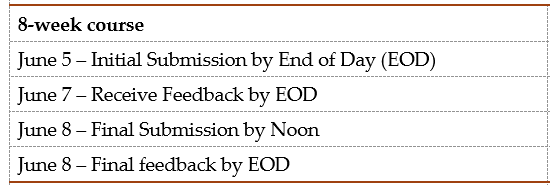 8-week course
June 5 – Initial Submission by End of Day (EOD)
June 7 – Receive Feedback by EOD
June 8 – Final Submission by Noon
June 8 – Final feedback by EOD